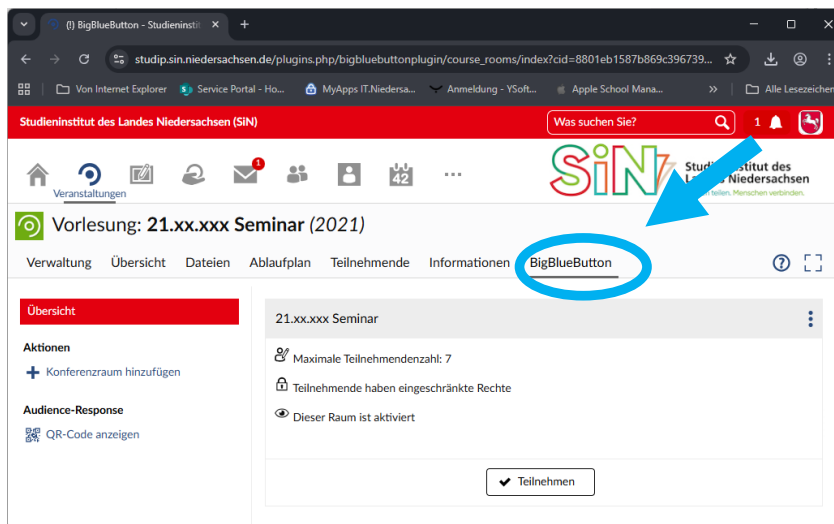 (!) BigBlueButton - Studieninstit
studip.sin.niedersachsen.de/plugins.php/bigbluebuttonplugin/course_rooms/index?cid=8801eb1587b869c396739...
Von Internet Explorer Service Portal - Ho... MyApps IT.Niedersa... Anmeldung - YSoft... Apple School Mana... » Alle Lesezeichen
Studieninstitut des Landes Niedersachsen (SiN) Was suchen Sie? 1
1
42
Veranstaltungen
SiN
des
Niedersachsen
teilen. Menschen verbinden.
Vorlesung: 21.xx.xxx Seminar (2021)
Verwaltung Übersicht Dateien Ablaufplan Teilnehmende Informationen BigBlueButton
Übersicht
21.xx.xxx Seminar
Aktionen
Konferenzraum hinzufügen
Maximale Teilnehmendenzahl: 7
Teilnehmende haben eingeschränkte Rechte
Audience-Response
QR-Code anzeigen
Dieser Raum ist aktiviert
Teilnehmen